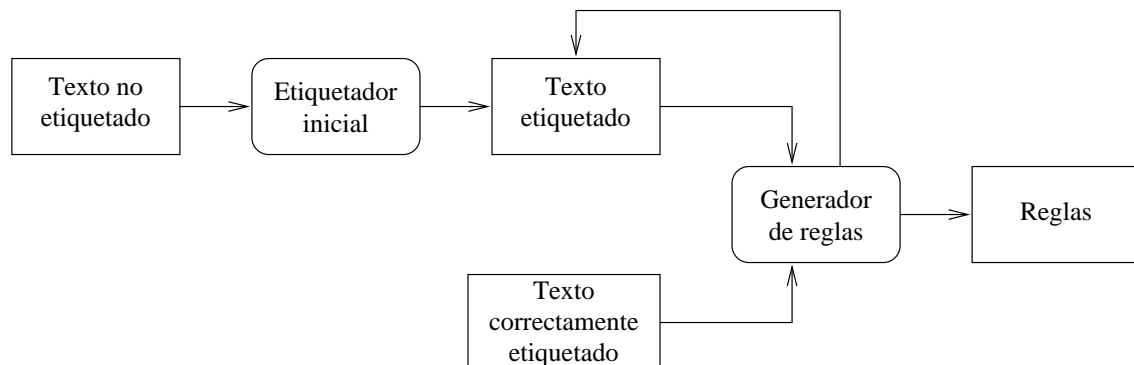 Texto no
etiquetado
Etiquetador
inicial
Texto
etiquetado
Generador
de reglas
Reglas
Texto
correctamente
etiquetado